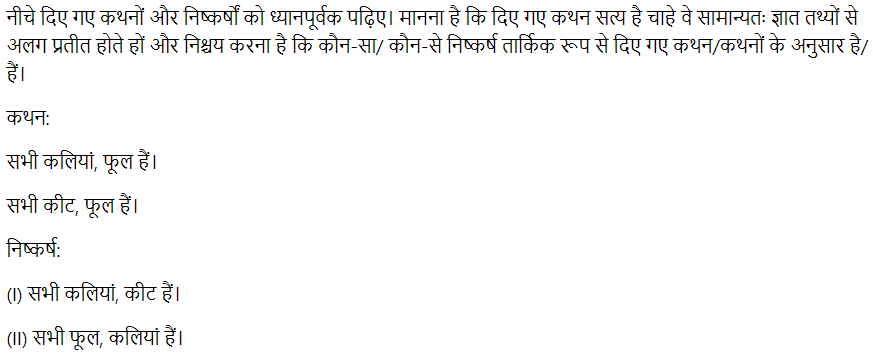 नीचे दिए गए कथनों और निष्कर्षों को ध्यानपूर्वक पढ़िए। मानना है कि दिए गए कथन सत्य है चाहे वे सामान्यतः ज्ञात तथ्यों से
अलग प्रतीत होते हों और निश्चय करना है कि कौन-सा/ कौन-से निष्कर्ष तार्किक रूप से दिए गए कथन/कथनों के अनुसार है/
हैं।
कथन:
सभी कलियां, फूल हैं।
सभी कीट, फूल हैं।
निष्कर्ष:
(I) सभी कलियां, कीट हैं।
(II) सभी फूल, कलियां हैं।